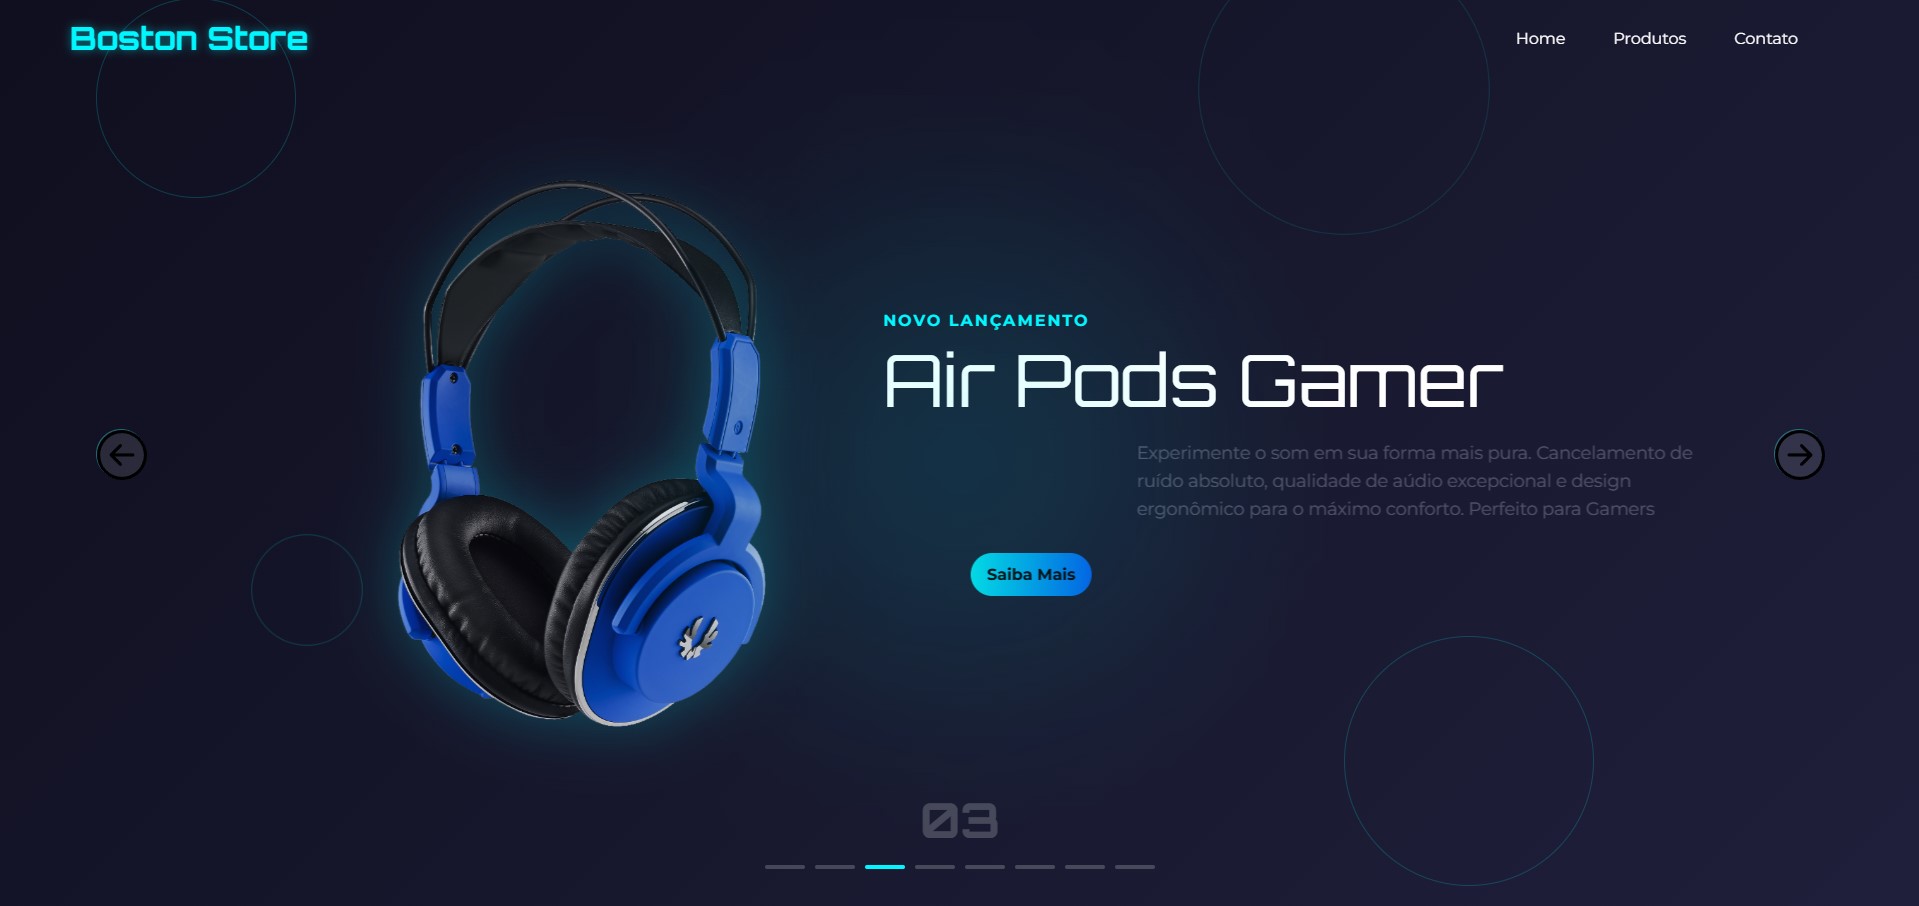 Boston Store
Home
Produtos
Contato
NOVO LANÇAMENTO
Air Pods Gamer
Experimente o som em sua forma mais pura. Cancelamento de
ruído absoluto, qualidade de aúdio excepcional e design
ergonômico para o máximo conforto. Perfeito para Gamers
Saiba Mais
03